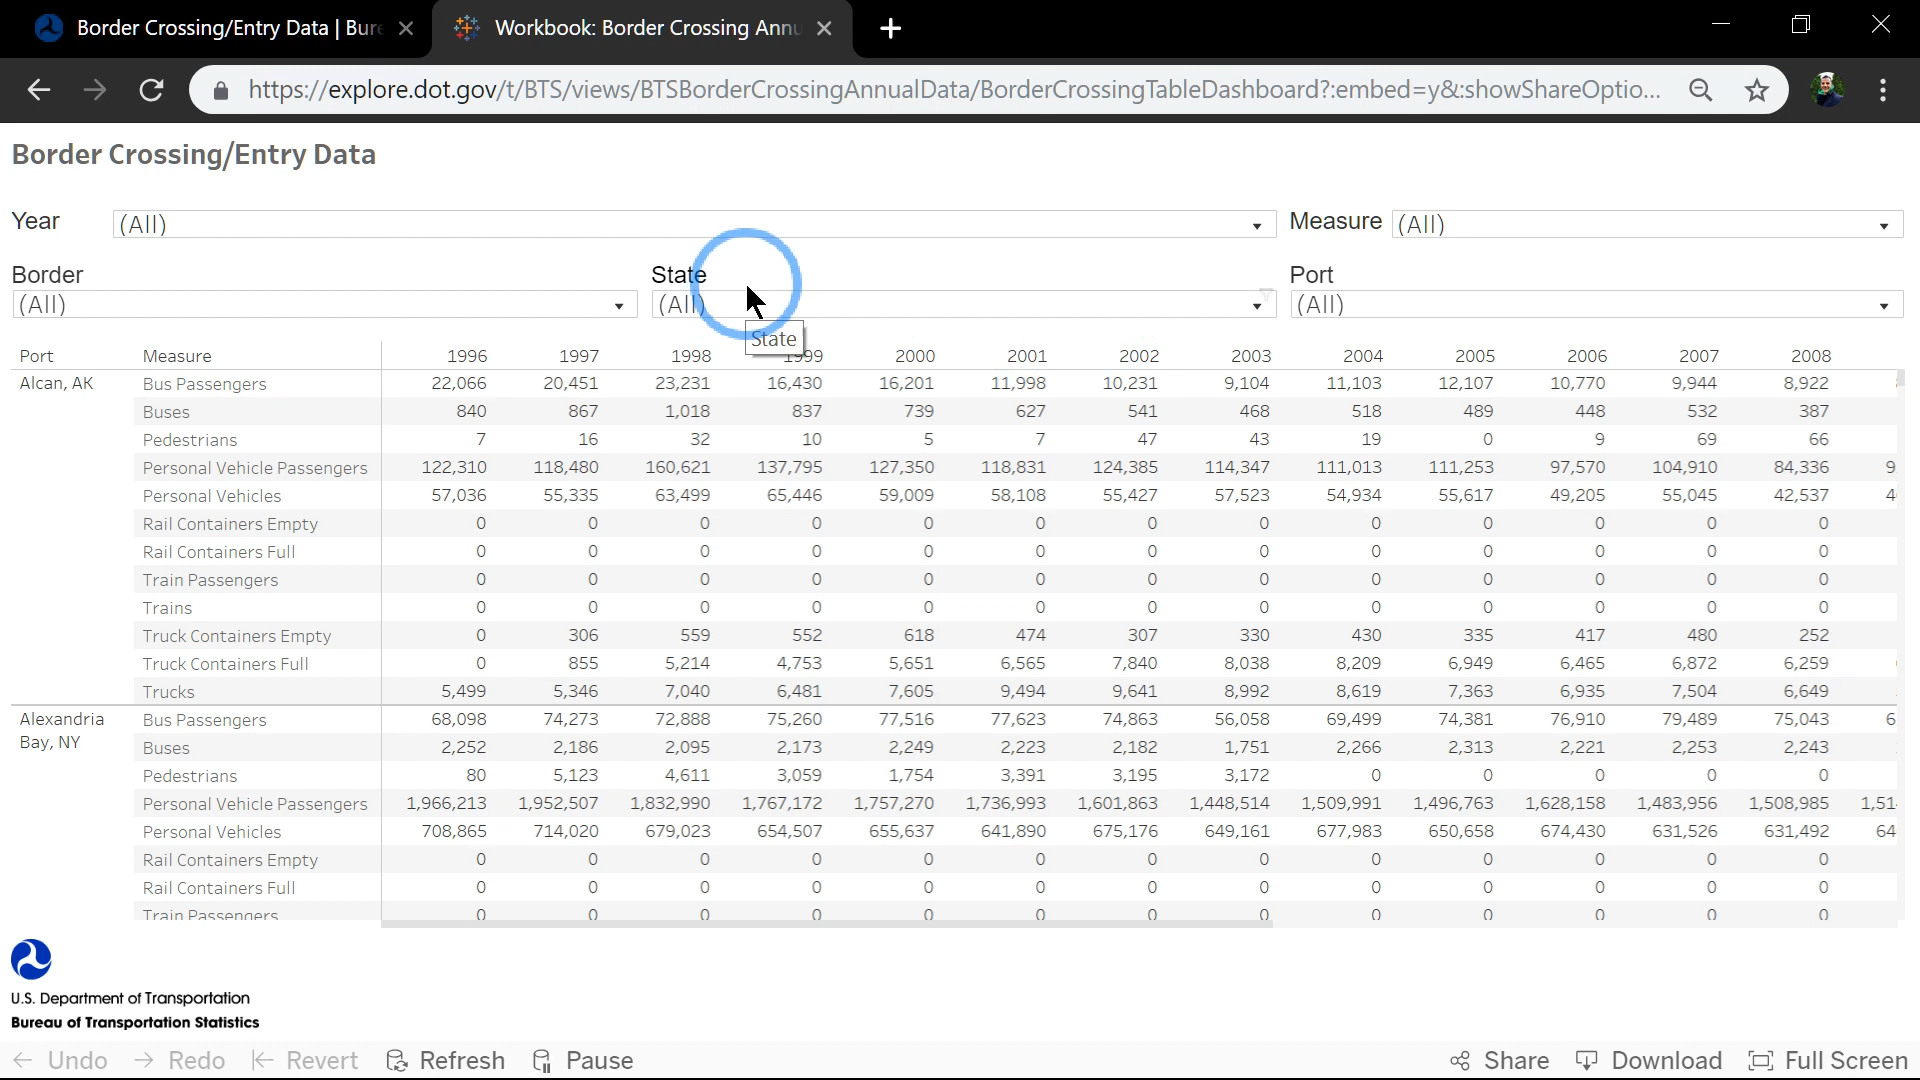 Border Crossing/Entry Data | Bure
Workbook: Border Crossing Annu
https://explore.dot.gov/t/BTS/views/BTSBorderCrossingAnnualData/BorderCrossingTableDashboard?:embed=y&:showShareOptio...
Border Crossing/Entry Data
Year (All) Measure (All)
Border State Port
(All) (All) (All)
State
Port Measure 1996 1997 1998 1999 2000 2001 2002 2003 2004 2005 2006 2007 2008
Alcan, AK Bus Passengers 22,066 20,451 23,231 16,430 16,201 11,998 10,231 9,104 11,103 12,107 10,770 9,944 8,922
Buses 840 867 1,018 837 739 627 541 468 518 489 448 532 387
Pedestrians 7 16 32 10 5 7 47 43 19 0 9 69 66
Personal Vehicle Passengers 122,310 118,480 160,621 137,795 127,350 118,831 124,385 114,347 111,013 111,253 97,570 104,910 84,336 9
Personal Vehicles 57,036 55,335 63,499 65,446 59,009 58,108 55,427 57,523 54,934 55,617 49,205 55,045 42,537 4
Rail Containers Empty 0 0 0 0 0 0 0 0 0 0 0 0 0
Rail Containers Full 0 0 0 0 0 0 0 0 0 0 0 0 0
Train Passengers 0 0 0 0 0 0 0 0 0 0 0 0 0
Trains 0 0 0 0 0 0 0 0 0 0 0 0 0
Truck Containers Empty 0 306 559 552 618 474 307 330 430 335 417 480 252
Truck Containers Full 0 855 5,214 4,753 5,651 6,565 7,840 8,038 8,209 6,949 6,465 6,872 6,259
Trucks 5,499 5,346 7,040 6,481 7,605 9,494 9,641 8,992 8,619 7,363 6,935 7,504 6,649
Alexandria Bus Passengers 68,098 74,273 72,888 75,260 77,516 77,623 74,863 56,058 69,499 74,381 76,910 79,489 75,043 6
Bay, NY Buses 2,252 2,186 2,095 2,173 2,249 2,223 2,182 1,751 2,266 2,313 2,221 2,253 2,243
Pedestrians 80 5,123 4,611 3,059 1,754 3,391 3,195 3,172 0 0 0 0 0
Personal Vehicle Passengers 1,966,213 1,952,507 1,832,990 1,767,172 1,757,270 1,736,993 1,601,863 1,448,514 1,509,991 1,496,763 1,628,158 1,483,956 1,508,985 1,51
Personal Vehicles 708,865 714,020 679,023 654,507 655,637 641,890 675,176 649,161 677,983 650,658 674,430 631,526 631,492 64
Rail Containers Empty 0 0 0 0 0 0 0 0 0 0 0 0 0
Rail Containers Full 0 0 0 0 0 0 0 0 0 0 0 0 0
Train Passengers 0 0 0 0 0 0 0 0 0 0 0 0 0
U.S. Department of Transportation
Bureau of Transportation Statistics
Undo Redo Revert Refresh Pause Share Download Full Screen